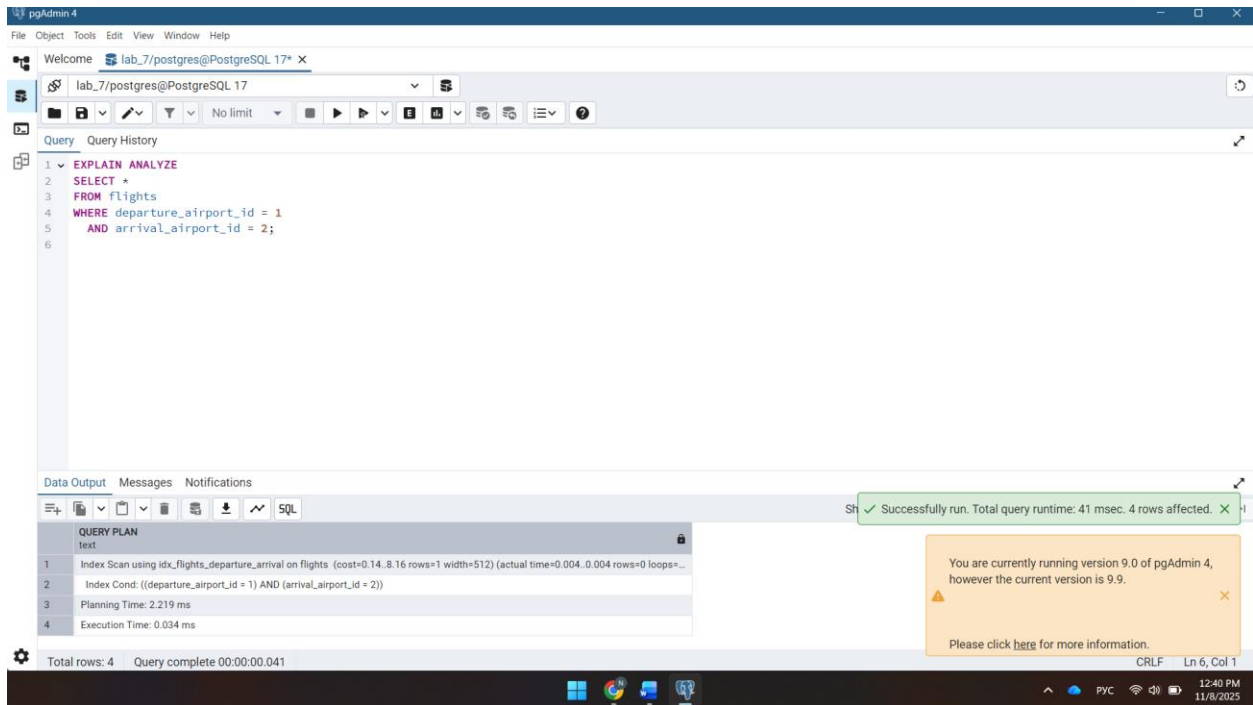 pgAdmin 4
File Object Tools Edit View Window Help
Welcome lab_7/postgres@PostgreSQL 17* X
lab_7/postgres@PostgreSQL 17
No limit
Query Query History
1 EXPLAIN ANALYZE
2 SELECT *
3 FROM flights
4 WHERE departure_airport_id = 1
5 AND arrival_airport_id = 2;
6
Data Output Messages Notifications
SQL Sh
Successfully run. Total query runtime: 41 msec. 4 rows affected. X
QUERY PLAN
text
1 Index Scan using idx_flights_departure_arrival on flights (cost=0.14..8.16 rows=1 width=512) (actual time=0.004..0.004 rows=0 loops=...
2 Index Cond: ((departure_airport_id = 1) AND (arrival_airport_id = 2))
3 Planning Time: 2.219 ms
4 Execution Time: 0.034 ms
You are currently running version 9.0 of pgAdmin 4,
however the current version is 9.9.
Please click here for more information.
Total rows: 4 Query complete 00:00:00.041 CRLF Ln 6, Col 1
РУС 12:40 PM
11/8/2025